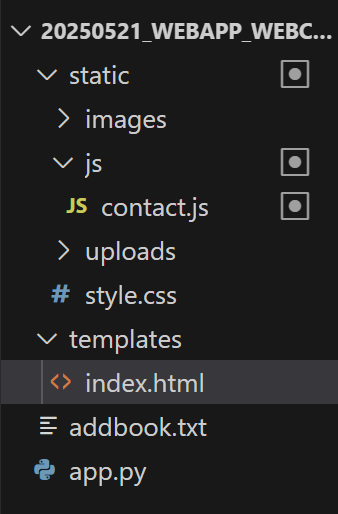 20250521_WEBAPP_WEBC...
static
images
js
JS contact.js
uploads
# style.css
templates
<> index.html
addbook.txt
app.py